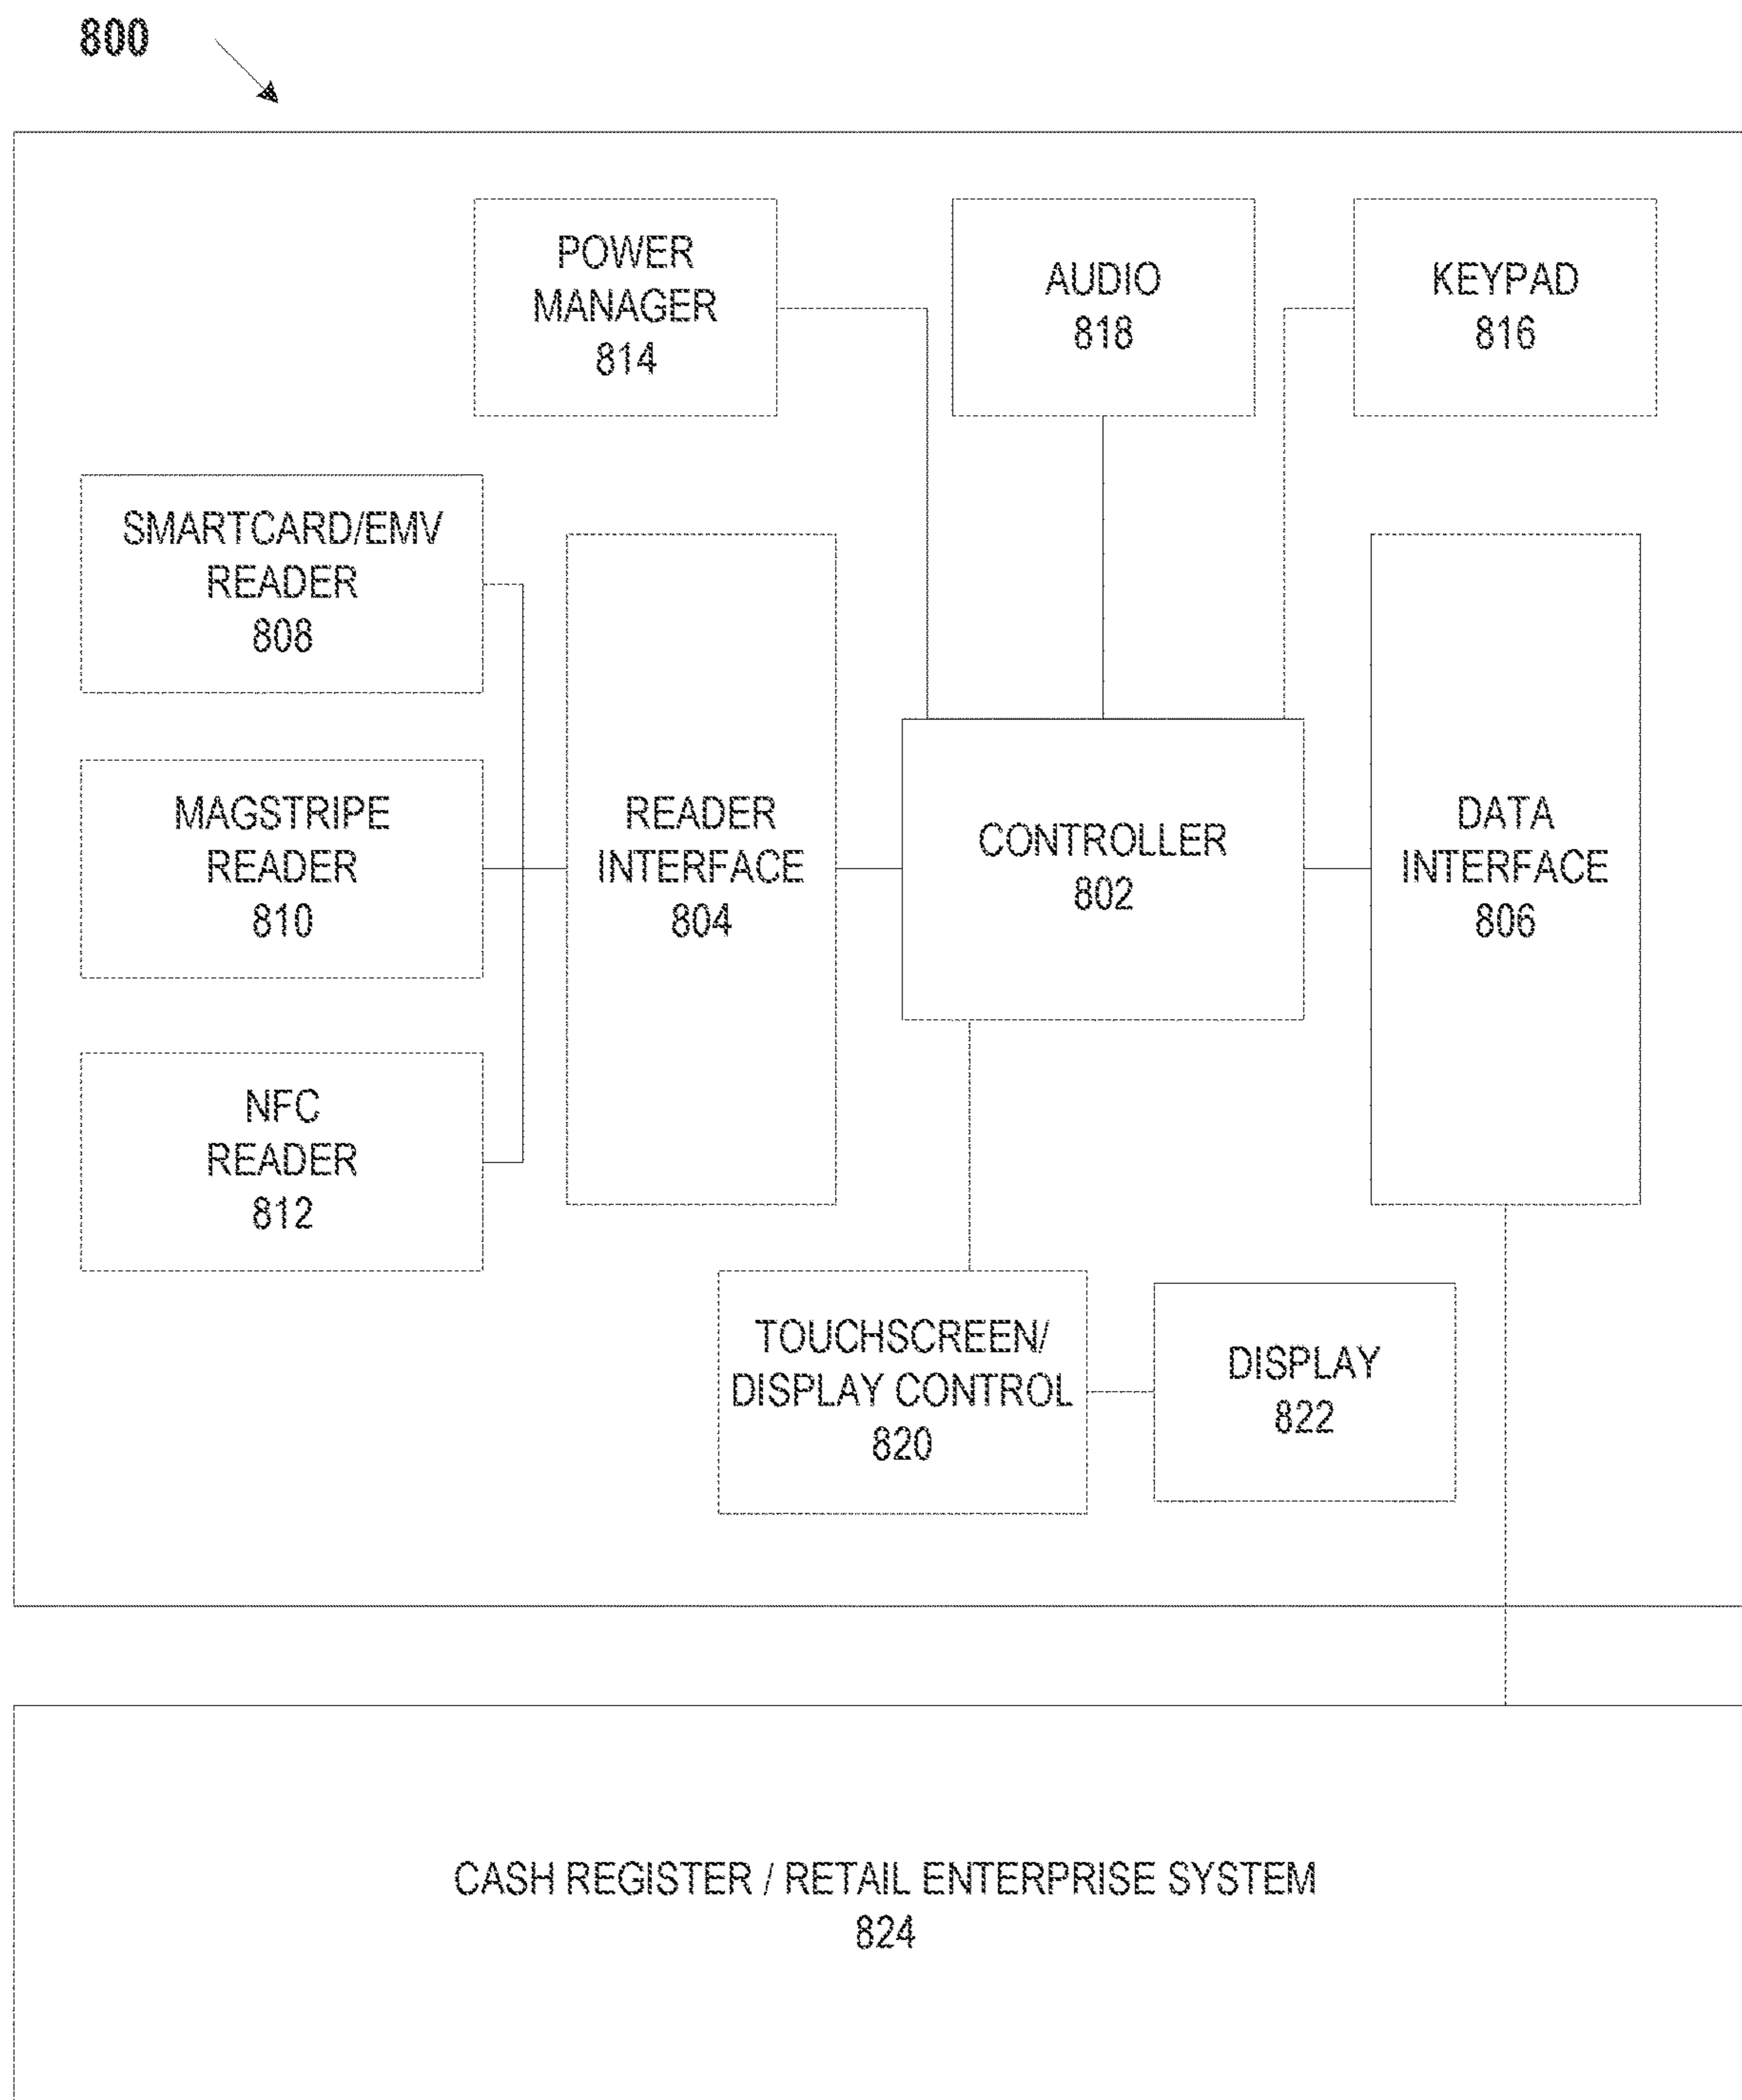 800
POWER
MANAGER
814
AUDIO
818
KEYPAD
816
SMARTCARD/EMV
READER
808
MAGSTRIPE
READER
810
NFC
READER
812
READER
INTERFACE
804
CONTROLLER
802
DATA
INTERFACE
806
TOUCHSCREEN/
DISPLAY CONTROL
820
DISPLAY
822
CASH REGISTER / RETAIL ENTERPRISE SYSTEM
824